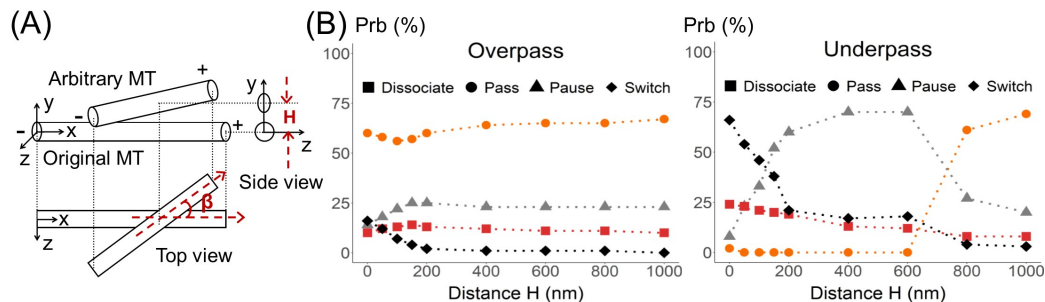 (A)
Arbitrary MT
+
y
-
y
H
-
x
+
z
z
Original MT
Side view
x
β
z
Top view
(B)
Prb (%)
Overpass
Dissociate Pass Pause Switch
100
75
50
25
0
0 200 400 600 800 1000
Distance H (nm)
Prb (%)
Underpass
Dissociate Pass Pause Switch
100
75
50
25
0
0 200 400 600 800 1000
Distance H (nm)